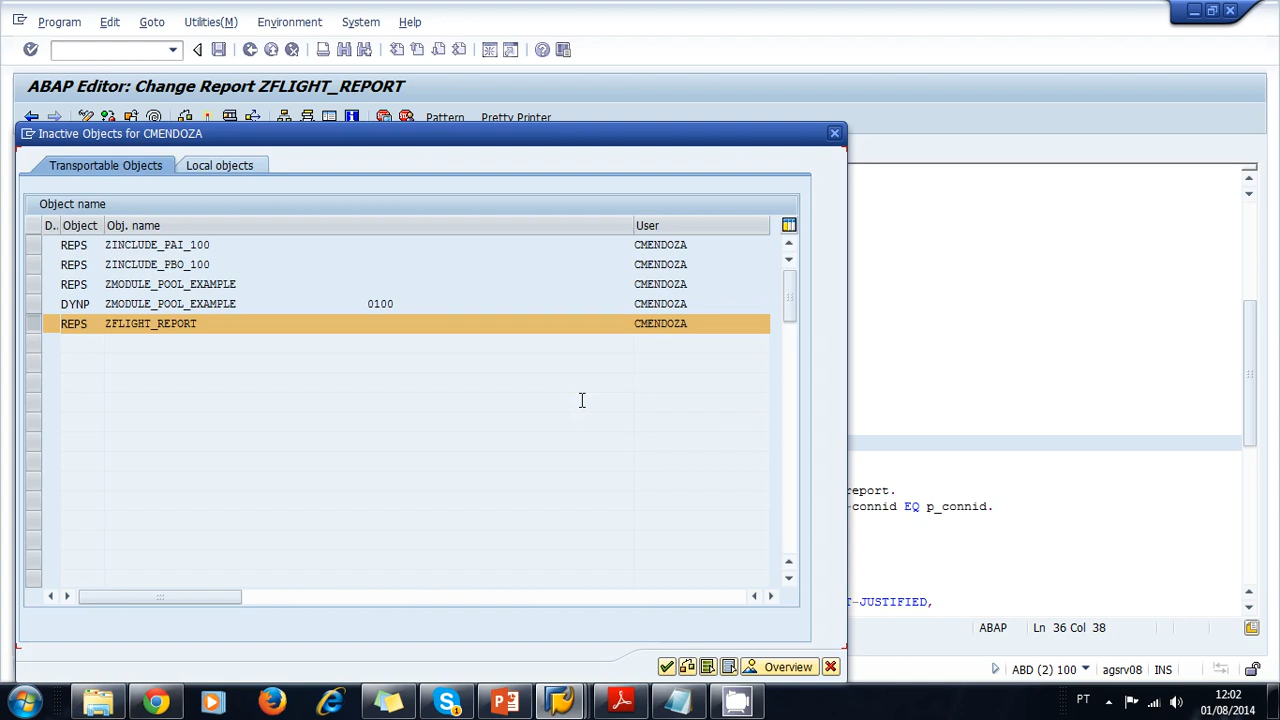 Program Edit Goto Utilities(M) Environment System Help
ABAP Editor: Change Report ZFLIGHT_REPORT
Pattern Pretty Printer
Inactive Objects for CMENDOZA
Transportable Objects Local objects
Object name
D.. Object Obj. name User
REPS ZINCLUDE_PAI_100 CMENDOZA
REPS ZINCLUDE_PBO_100 CMENDOZA
REPS ZMODULE_POOL_EXAMPLE CMENDOZA
DYNP ZMODULE_POOL_EXAMPLE 0100 CMENDOZA
REPS ZFLIGHT_REPORT CMENDOZA
eport.
-connid EQ p_connid.
T-JUSTIFIED,
ABAP Ln 36 Col 38
Overview
ABD (2) 100 agsrv08 INS
PT 12:02
01/08/2014